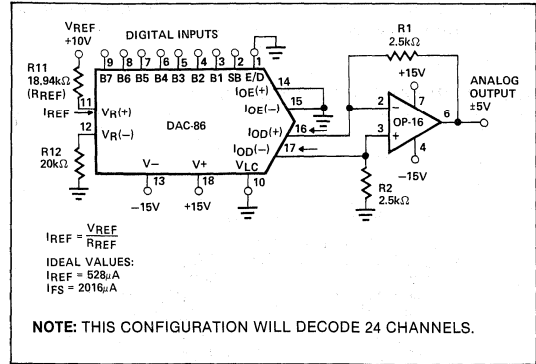 VREF
+10V
DIGITAL INPUTS
9 8 7 6 5 4 3 2 1
B7 B6 B5 B4 B3 B2 B1 SB E/D
R11
18.94kΩ
(RREF)
IREF
11
VR(+)
12
VR(−)
R12
20kΩ
DAC-86
IOE(+)
14
IOE(−)
15
IOD(+)
16
IOD(−)
17
V− V+ VLC
13 18 10
−15V +15V
R1
2.5kΩ
+15V
7
2
−
OP-16
6
3
+
4
−15V
ANALOG
OUTPUT
±5V
R2
2.5kΩ
IREF = VREF
RREF
IDEAL VALUES:
IREF = 528μA
IFS = 2016μA
NOTE: THIS CONFIGURATION WILL DECODE 24 CHANNELS.